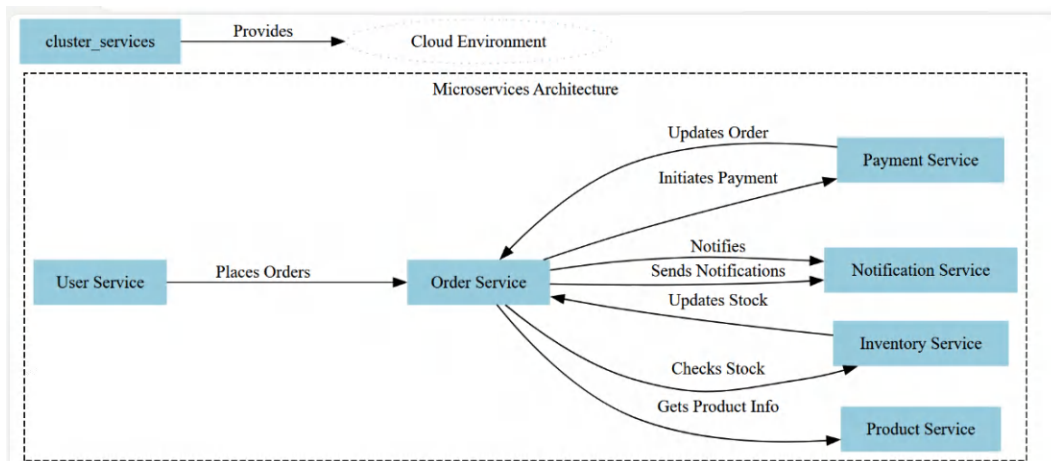 cluster_services
Provides
Cloud Environment
Microservices Architecture
Updates Order
Payment Service
Initiates Payment
User Service
Places Orders
Order Service
Notifies
Sends Notifications
Notification Service
Updates Stock
Inventory Service
Checks Stock
Gets Product Info
Product Service